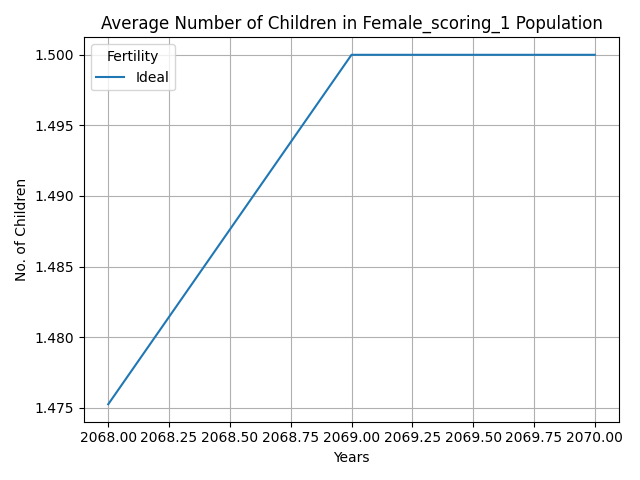 Average Number of Children in Female_scoring_1 Population
Fertility
Ideal
1.500
1.495
1.490
1.485
1.480
1.475
No. of Children
2068.00 2068.25 2068.50 2068.75 2069.00 2069.25 2069.50 2069.75 2070.00
Years